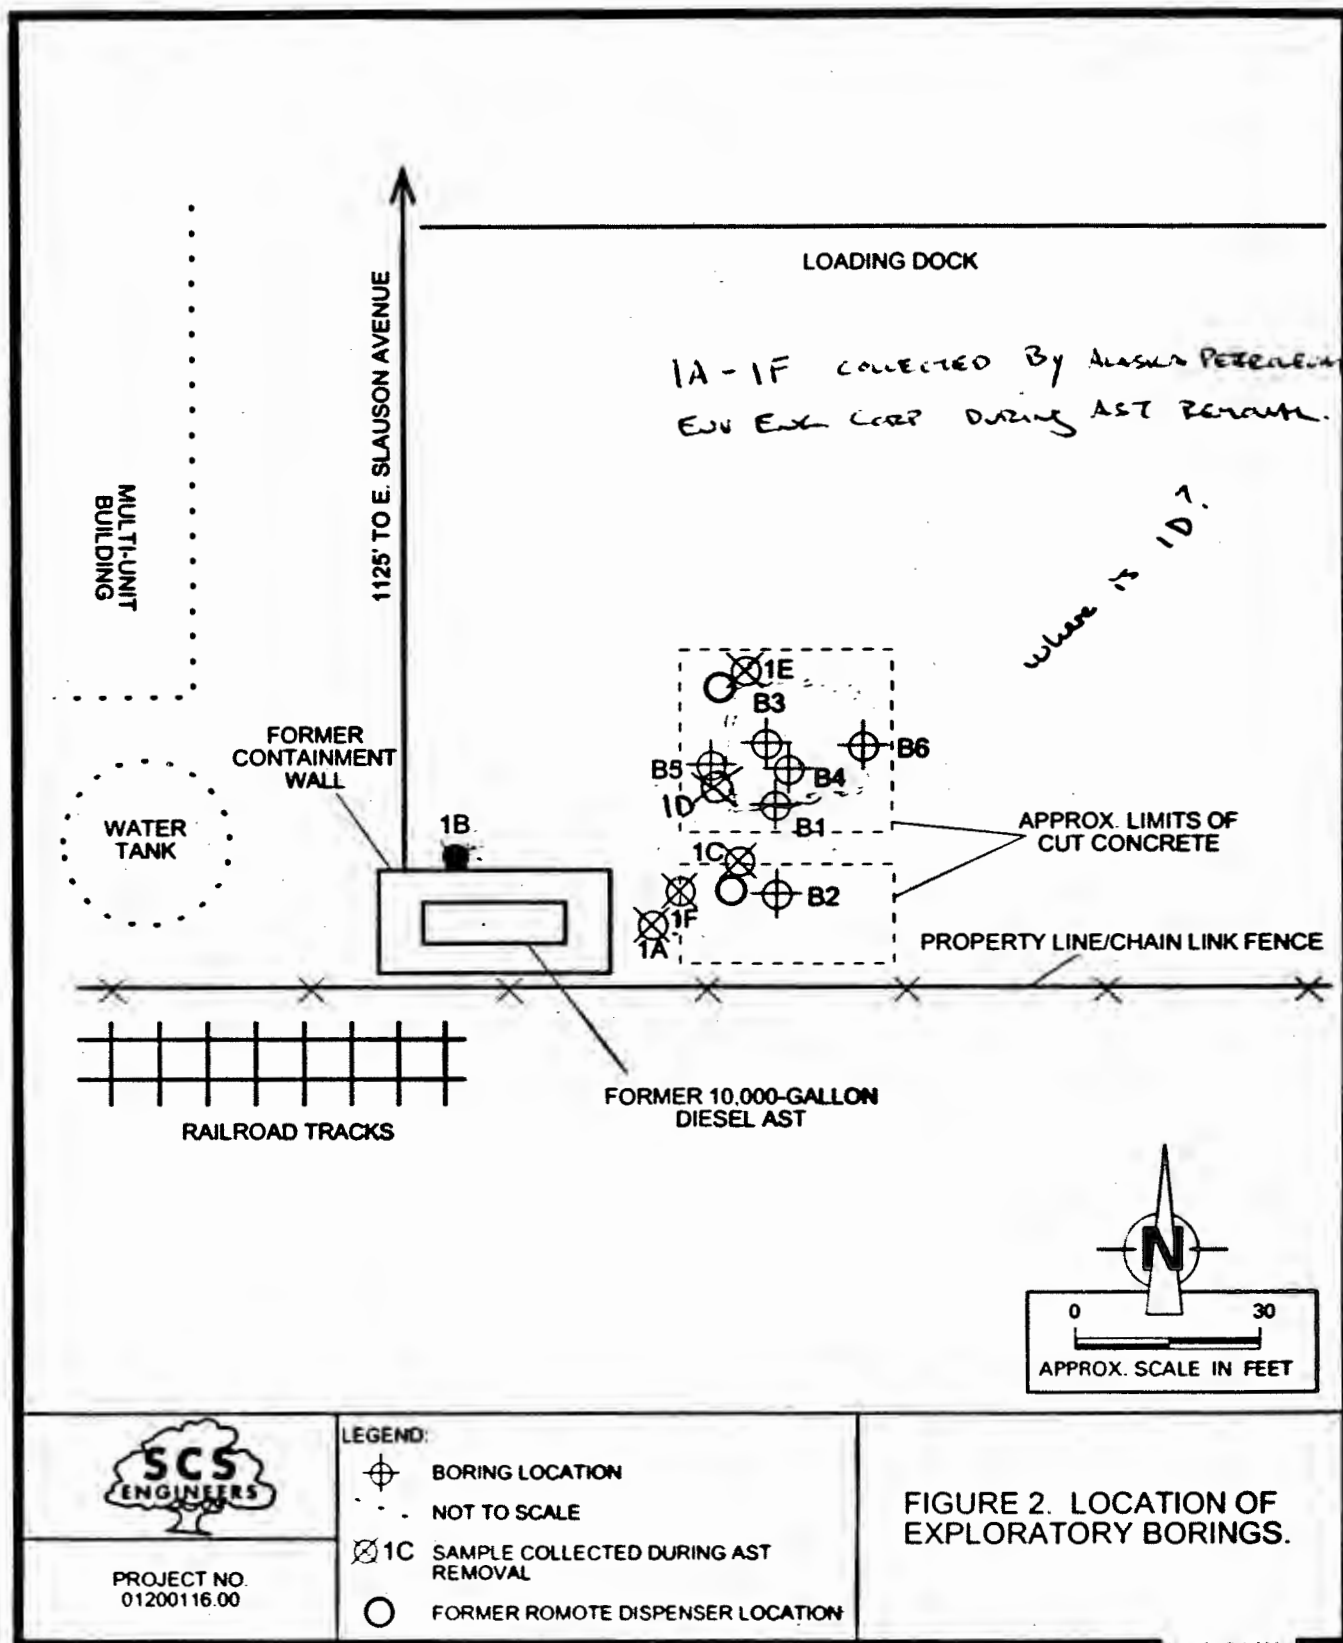 LOADING DOCK
1125' TO E. SLAUSON AVENUE
1A - 1F COLLECTED By ALASKA PETROLEUM
ENV ENG CORP DURING AST REMOVAL.
where is 1D?
MULTI-UNIT
BUILDING
1E
B3
B6
B5
B4
1D
B1
FORMER
CONTAINMENT
WALL
WATER
TANK
1B
1C
B2
1F
1A
APPROX. LIMITS OF
CUT CONCRETE
PROPERTY LINE/CHAIN LINK FENCE
FORMER 10,000-GALLON
DIESEL AST
RAILROAD TRACKS
N
0 30
APPROX. SCALE IN FEET
SCS
ENGINEERS
PROJECT NO.
01200116.00
LEGEND:
BORING LOCATION
NOT TO SCALE
1C SAMPLE COLLECTED DURING AST
REMOVAL
FORMER ROMOTE DISPENSER LOCATION
FIGURE 2. LOCATION OF
EXPLORATORY BORINGS.